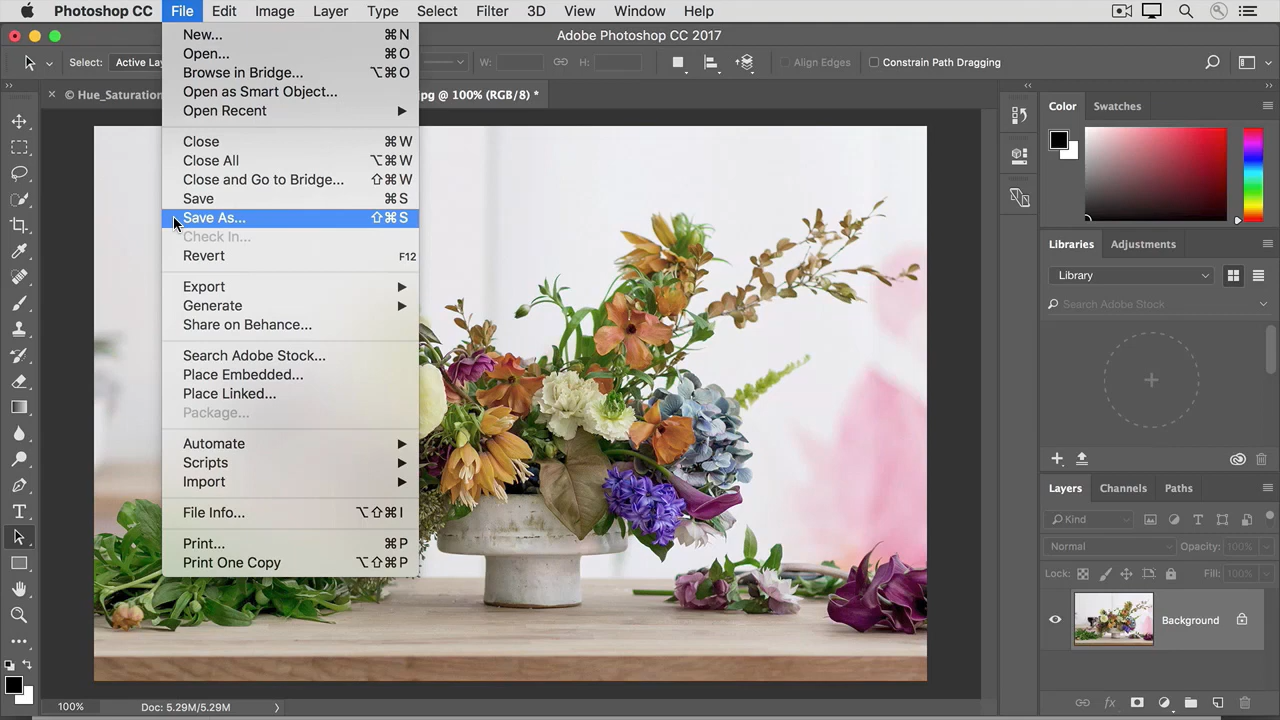 Photoshop CC File Edit Image Layer Type Select Filter 3D View Window Help
Adobe Photoshop CC 2017
Select: Active W: H: Align Edges Constrain Path Dragging
© Hue_Saturation jpg @ 100% (RGB/8) *
New... ⌘N
Open... ⌘O
Browse in Bridge... ⌥⌘O
Open as Smart Object...
Open Recent
Close ⌘W
Close All ⌥⌘W
Close and Go to Bridge... ⇧⌘W
Save ⌘S
Save As... ⇧⌘S
Check In...
Revert F12
Export
Generate
Share on Behance...
Search Adobe Stock...
Place Embedded...
Place Linked...
Package...
Automate
Scripts
Import
File Info... ⌥⇧⌘I
Print... ⌘P
Print One Copy ⌥⇧⌘P
Color Swatches
Libraries Adjustments
Library
Search Adobe Stock
Layers Channels Paths
Kind
Normal Opacity: 100%
Lock: Fill: 100%
Background
100% Doc: 5.29M/5.29M